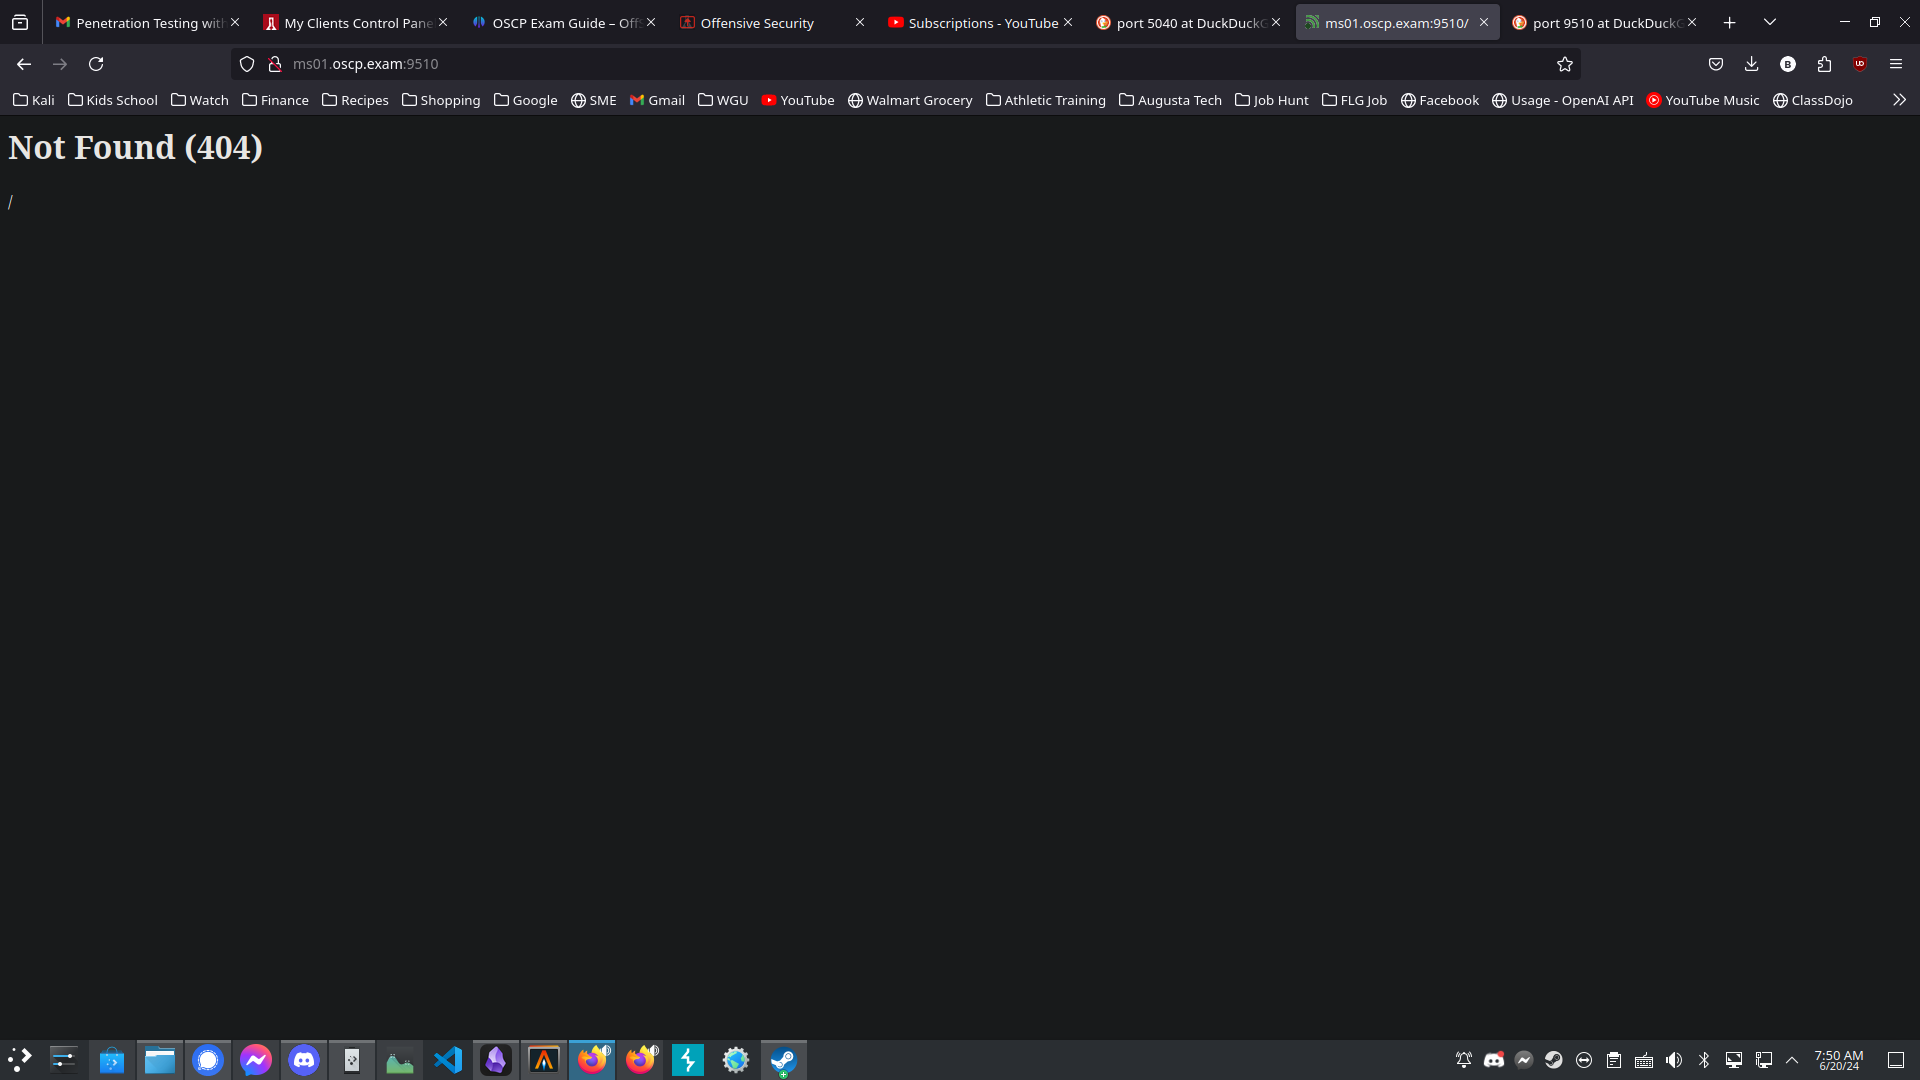 Penetration Testing with
My Clients Control Pane
OSCP Exam Guide – Off
Offensive Security
Subscriptions - YouTube
port 5040 at DuckDuck
ms01.oscp.exam:9510/
port 9510 at DuckDuck
ms01.oscp.exam:9510
B
Kali
Kids School
Watch
Finance
Recipes
Shopping
Google
SME
Gmail
WGU
YouTube
Walmart Grocery
Athletic Training
Augusta Tech
Job Hunt
FLG Job
Facebook
Usage - OpenAI API
YouTube Music
ClassDojo
Not Found (404)
/
7:50 AM
6/20/24